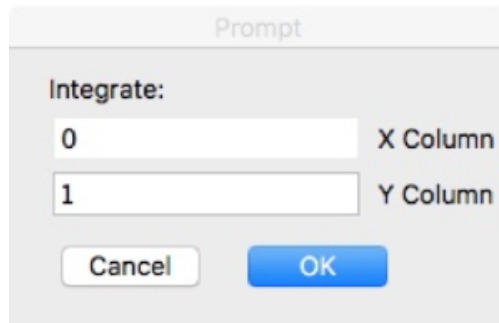 Prompt
Integrate:
0 X Column
1 Y Column
Cancel OK